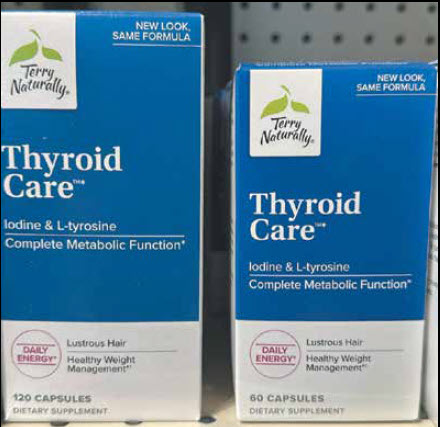 NEW LOOK,
SAME FORMULA
Terry
Naturally®
Thyroid
Care™*
Iodine & L-tyrosine
Complete Metabolic Function*
DAILY
ENERGY*
Lustrous Hair
Healthy Weight
Management*
120 CAPSULES
DIETARY SUPPLEMENT
NEW LOOK,
SAME FORMULA
Terry
Naturally®
Thyroid
Care™*
Iodine & L-tyrosine
Complete Metabolic Function*
DAILY
ENERGY*
Lustrous Hair
Healthy Weight
Management*
60 CAPSULES
DIETARY SUPPLEMENT